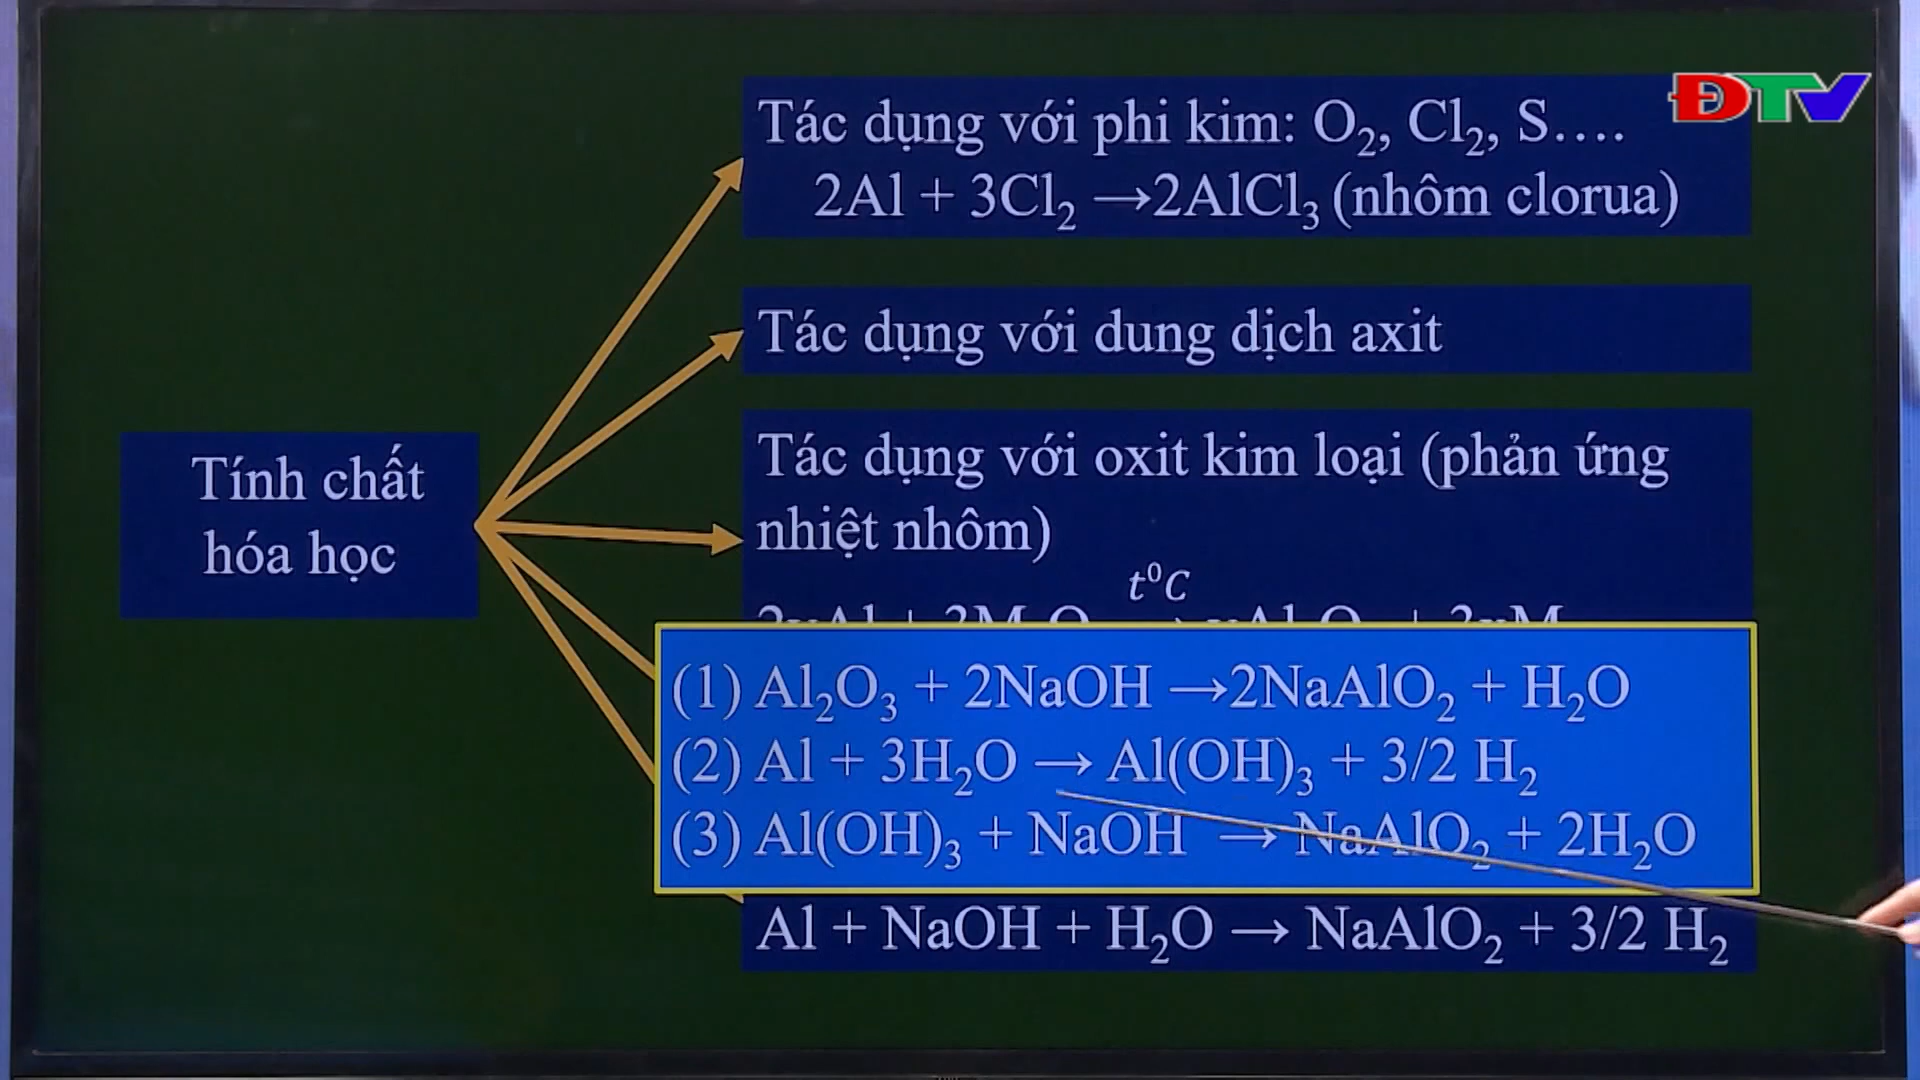 ĐTV
Tác dụng với phi kim: O₂, Cl₂, S....
2Al + 3Cl₂ →2AlCl₃ (nhôm clorua)
Tác dụng với dung dịch axit
Tính chất
hóa học
Tác dụng với oxit kim loại (phản ứng
nhiệt nhôm)
t⁰C
(1) Al₂O₃ + 2NaOH →2NaAlO₂ + H₂O
(2) Al + 3H₂O → Al(OH)₃ + 3/2 H₂
(3) Al(OH)₃ + NaOH → NaAlO₂ + 2H₂O
Al + NaOH + H₂O → NaAlO₂ + 3/2 H₂